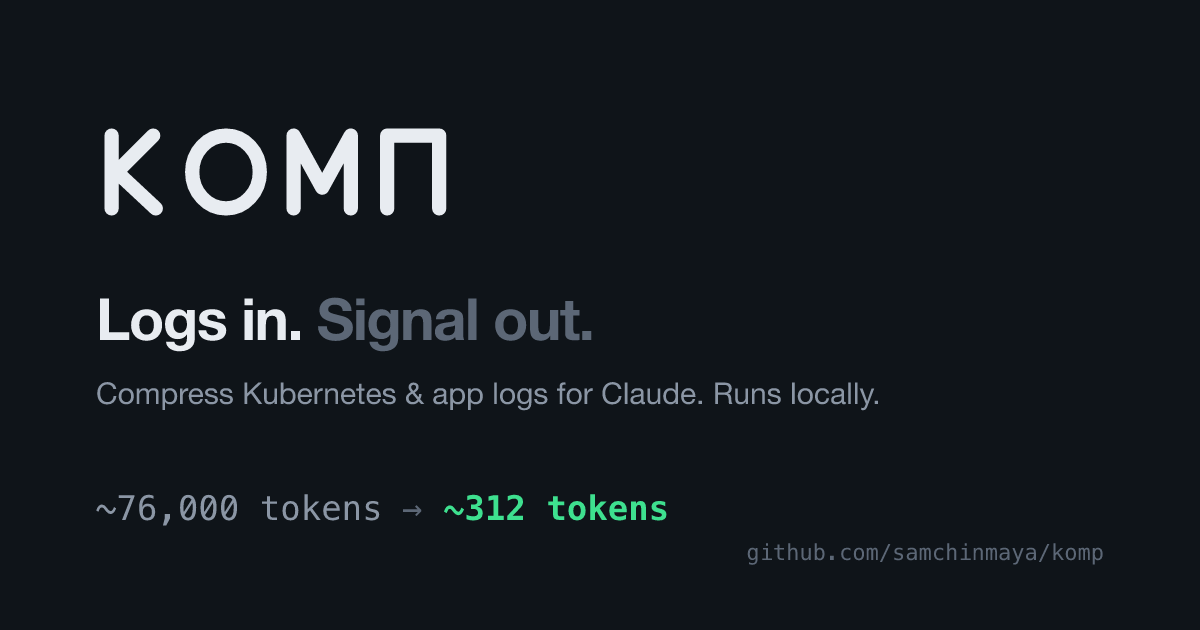 КОМП
Logs in. Signal out.
Compress Kubernetes & app logs for Claude. Runs locally.
~76,000 tokens → ~312 tokens
github.com/samchinmaya/komp